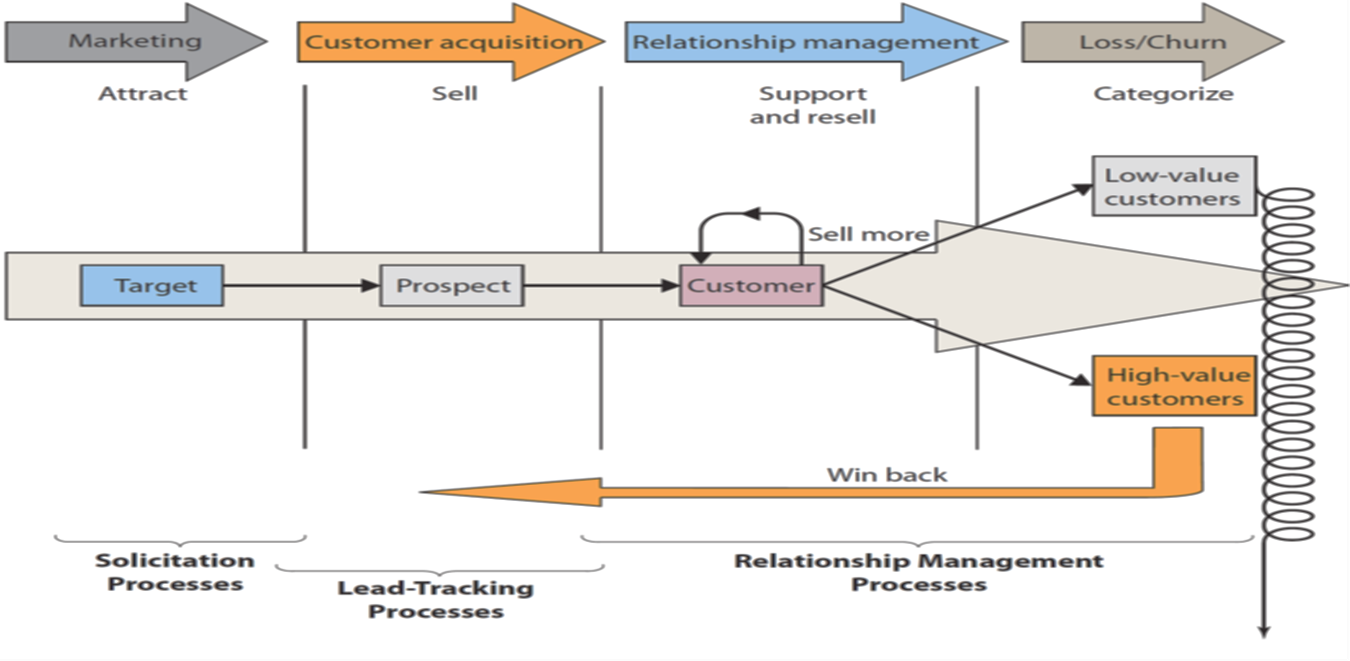 Marketing
Customer acquisition
Relationship management
Loss/Churn
Attract
Sell
Support
and resell
Categorize
Low-value
customers
Sell more
Target
Prospect
Customer
High-value
customers
Win back
Solicitation
Processes
Lead-Tracking
Processes
Relationship Management
Processes